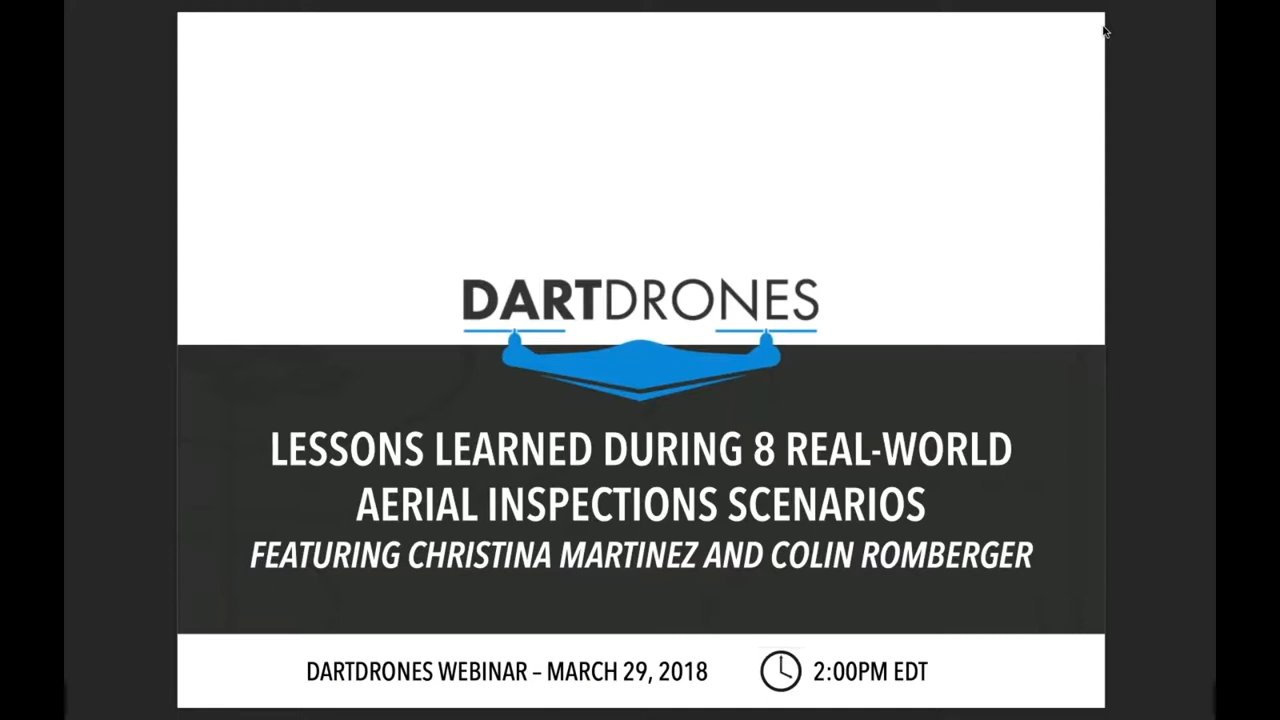 DARTDRONES
LESSONS LEARNED DURING 8 REAL-WORLD
AERIAL INSPECTIONS SCENARIOS
FEATURING CHRISTINA MARTINEZ AND COLIN ROMBERGER
DARTDRONES WEBINAR – MARCH 29, 2018 2:00PM EDT